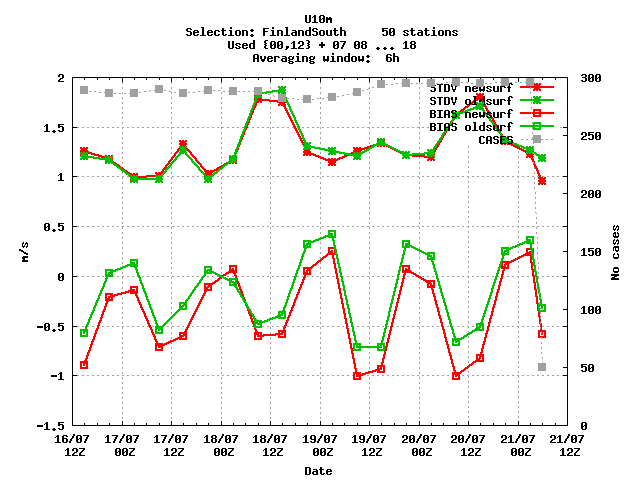 U10m
Selection: FinlandSouth     50 stations
Used {00,12} + 07 08 ... 18
Averaging window:  6h
STDV newsurf
STDV oldsurf
BIAS newsurf
BIAS oldsurf
CASES
m/s
2
1.5
1
0.5
0
-0.5
-1
-1.5
300
250
200
150
100
50
0
No cases
16/07 17/07 17/07 18/07 18/07 19/07 19/07 20/07 20/07 21/07 21/07
12Z 00Z 12Z 00Z 12Z 00Z 12Z 00Z 12Z 00Z 12Z
Date